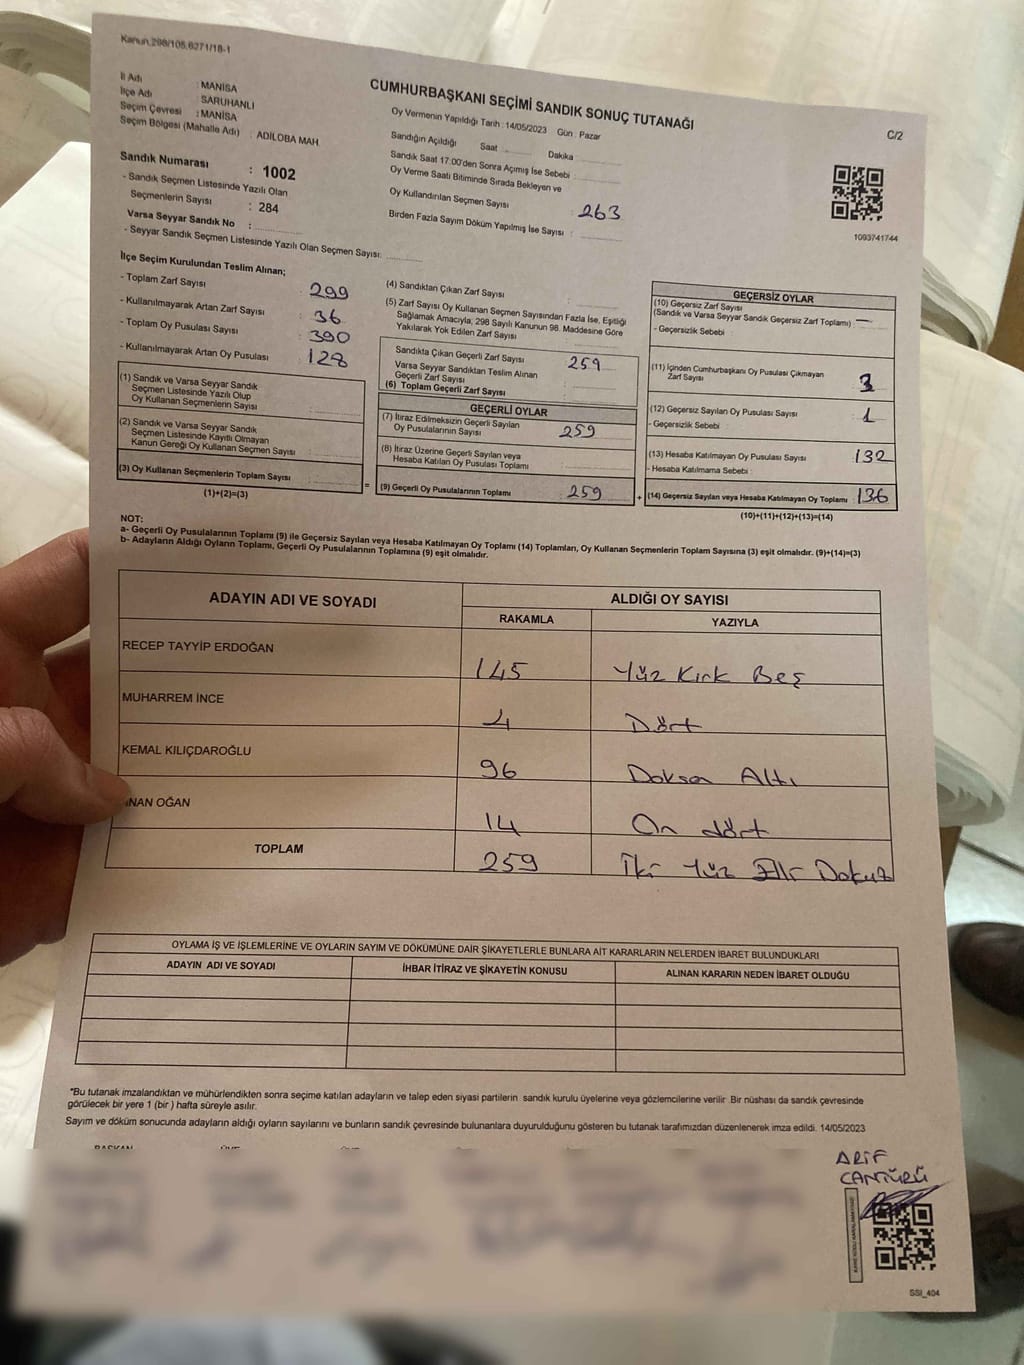 Kanun.298/105,6271/18-1
İl Adı : MANİSA
İlçe Adı : SARUHANLI
Seçim Çevresi : MANİSA
Seçim Bölgesi (Mahalle Adı) : ADİLOBA MAH.
Sandık Numarası : 1002
- Sandık Seçmen Listesinde Yazılı Olan
Seçmenlerin Sayısı : 284
Varsa Seyyar Sandık No :
- Seyyar Sandık Seçmen Listesinde Yazılı Olan Seçmen Sayısı:
CUMHURBAŞKANI SEÇİMİ SANDIK SONUÇ TUTANAĞI
C/2
Oy Vermenin Yapıldığı Tarih : 14/05/2023 Gün : Pazar
Sandığın Açıldığı Saat Dakika
Sandık Saat 17:00'den Sonra Açımış İse Sebebi :
Oy Verme Saati Bitiminde Sırada Bekleyen ve
Oy Kullandırılan Seçmen Sayısı : 263
Birden Fazla Sayım Döküm Yapılmış İse Sayısı :
1093741744
İlçe Seçim Kurulundan Teslim Alınan;
- Toplam Zarf Sayısı 299
- Kullanılmayarak Artan Zarf Sayısı 36
- Toplam Oy Pusulası Sayısı 390
- Kullanılmayarak Artan Oy Pusulası 128
(1) Sandık ve Varsa Seyyar Sandık
Seçmen Listesinde Yazılı Olup
Oy Kullanan Seçmenlerin Sayısı
(2) Sandık ve Varsa Seyyar Sandık
Seçmen Listesinde Kayıtlı Olmayan
Kanun Gereği Oy Kullanan Seçmen Sayısı :
(3) Oy Kullanan Seçmenlerin Toplam Sayısı
(1)+(2)=(3)
=
(4) Sandıktan Çıkan Zarf Sayısı
(5) Zarf Sayısı Oy Kullanan Seçmen Sayısından Fazla İse, Eşitliği
Sağlamak Amacıyla; 298 Sayılı Kanunun 98. Maddesine Göre
Yakılarak Yok Edilen Zarf Sayısı
Sandıkta Çıkan Geçerli Zarf Sayısı : 259
Varsa Seyyar Sandıktan Teslim Alınan
Geçerli Zarf Sayısı
(6) Toplam Geçerli Zarf Sayısı
GEÇERLİ OYLAR
(7) İtiraz Edilmeksizin Geçerli Sayılan
Oy Pusulalarının Sayısı : 259
(8) İtiraz Üzerine Geçerli Sayılan veya
Hesaba Katılan Oy Pusulası Toplamı
(9) Geçerli Oy Pusulalarının Toplamı 259
+
GEÇERSİZ OYLAR
(10) Geçersiz Zarf Sayısı
(Sandık ve Varsa Seyyar Sandık Geçersiz Zarf Toplamı) : —
- Geçersizlik Sebebi
(11) İçinden Cumhurbaşkanı Oy Pusulası Çıkmayan
Zarf Sayısı 3
(12) Geçersiz Sayılan Oy Pusulası Sayısı : 1
- Geçersizlik Sebebi
(13) Hesaba Katılmayan Oy Pusulası Sayısı : 132
- Hesaba Katılmama Sebebi :
(14) Geçersiz Sayılan veya Hesaba Katılmayan Oy Toplamı : 136
(10)+(11)+(12)+(13)=(14)
NOT:
a- Geçerli Oy Pusulalarının Toplamı (9) ile Geçersiz Sayılan veya Hesaba Katılmayan Oy Toplamı (14) Toplamları, Oy Kullanan Seçmenlerin Toplam Sayısına (3) eşit olmalıdır. (9)+(14)=(3)
b- Adayların Aldığı Oyların Toplamı, Geçerli Oy Pusulalarının Toplamına (9) eşit olmalıdır.
ADAYIN ADI VE SOYADI ALDIĞI OY SAYISI
RAKAMLA YAZIYLA
RECEP TAYYİP ERDOĞAN 145 Yüz Kırk Beş
MUHARREM İNCE 4 Dört
KEMAL KILIÇDAROĞLU 96 Doksan Altı
İNAN OĞAN 14 On dört
TOPLAM 259 İki Yüz Elli Dokuz
OYLAMA İŞ VE İŞLEMLERİNE VE OYLARIN SAYIM VE DÖKÜMÜNE DAİR ŞİKAYETLERLE BUNLARA AİT KARARLARIN NELERDEN İBARET BULUNDUKLARI
ADAYIN ADI VE SOYADI İHBAR İTİRAZ VE ŞİKAYETİN KONUSU ALINAN KARARIN NEDEN İBARET OLDUĞU
"Bu tutanak imzalandıktan ve mühürlendikten sonra seçime katılan adayların ve talep eden siyasi partilerin sandık kurulu üyelerine veya gözlemcilerine verilir .Bir nüshası da sandık çevresinde
görülecek bir yere 1 (bir ) hafta süreyle asılır.
Sayım ve döküm sonucunda adayların aldığı oyların sayılarını ve bunların sandık çevresinde bulunanlara duyurulduğunu gösteren bu tutanak tarafımızdan düzenlenerek imza edildi. 14/05/2023
BAŞKAN ÜYE ÜYE
ARİF
CANTÜRÜ
SSI_404